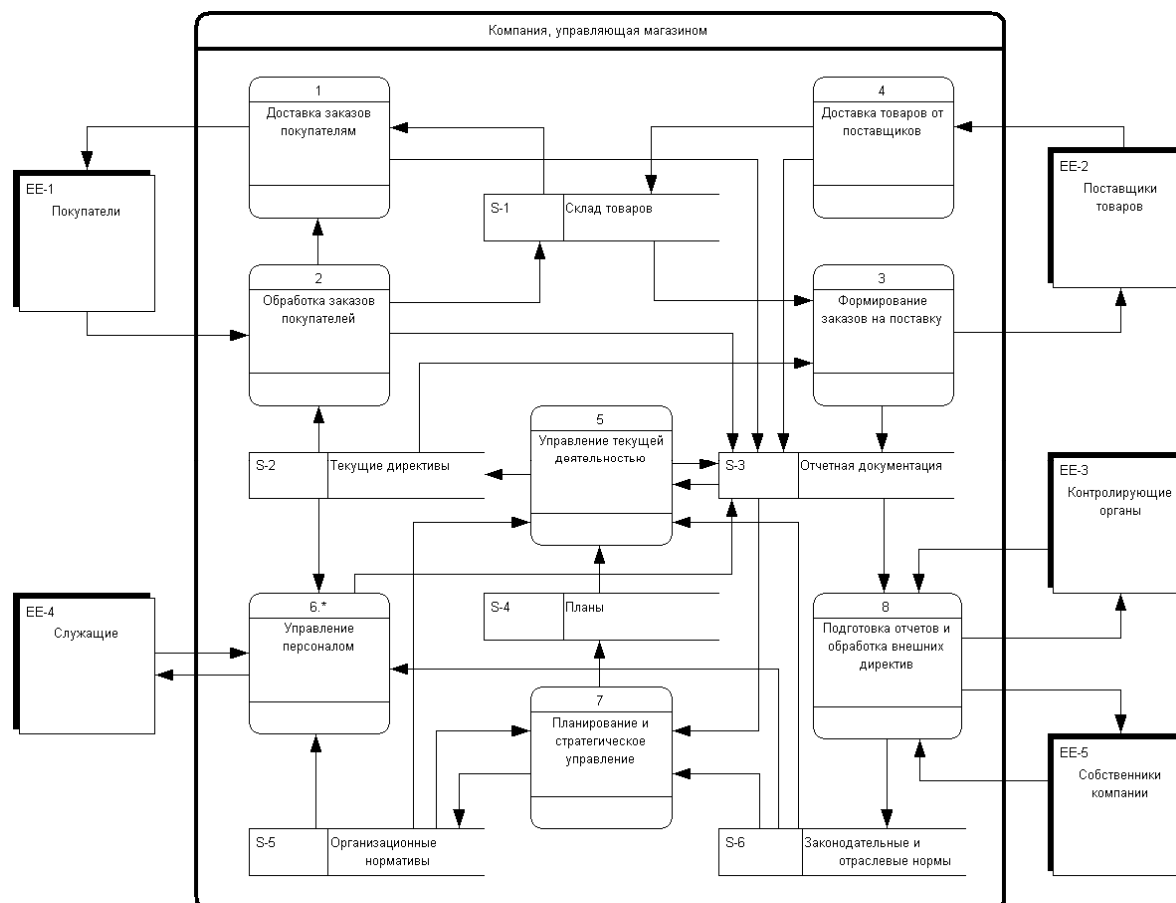 Компания, управляющая магазином
1
Доставка заказов
покупателям
4
Доставка товаров от
поставщиков
EE-1
Покупатели
EE-2
Поставщики
товаров
S-1
Склад товаров
2
Обработка заказов
покупателей
3
Формирование
заказов на поставку
5
Управление текущей
деятельностью
S-2
Текущие директивы
S-3
Отчетная документация
EE-3
Контролирующие
органы
EE-4
Служащие
6.*
Управление
персоналом
S-4
Планы
8
Подготовка отчетов и
обработка внешних
директив
7
Планирование и
стратегическое
управление
EE-5
Собственники
компании
S-5
Организационные
нормативы
S-6
Законодательные и
отраслевые нормы